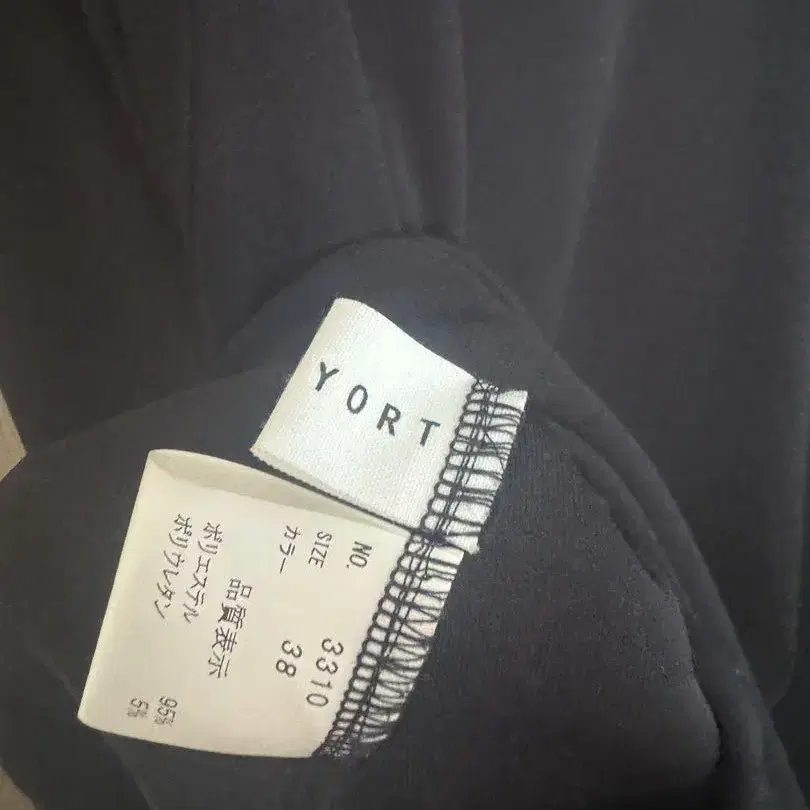 YORT
NO. 3310
SIZE 38
カラー
品質表示
ポリエステル 95%
ポリウレタン 5%